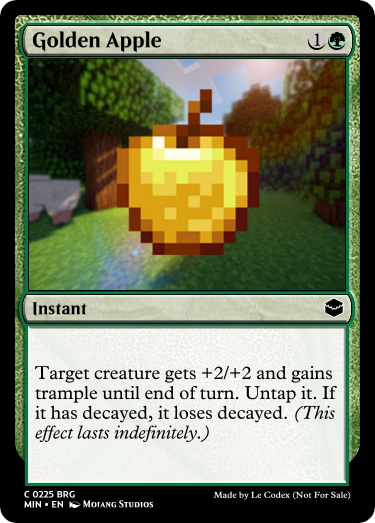 Golden Apple 1
Instant
Target creature gets +2/+2 and gains
trample until end of turn. Untap it. If
it has decayed, it loses decayed. (This
effect lasts indefinitely.)
C 0225 BRG
MIN • EN Mojang Studios
Made by Le Codex (Not For Sale)